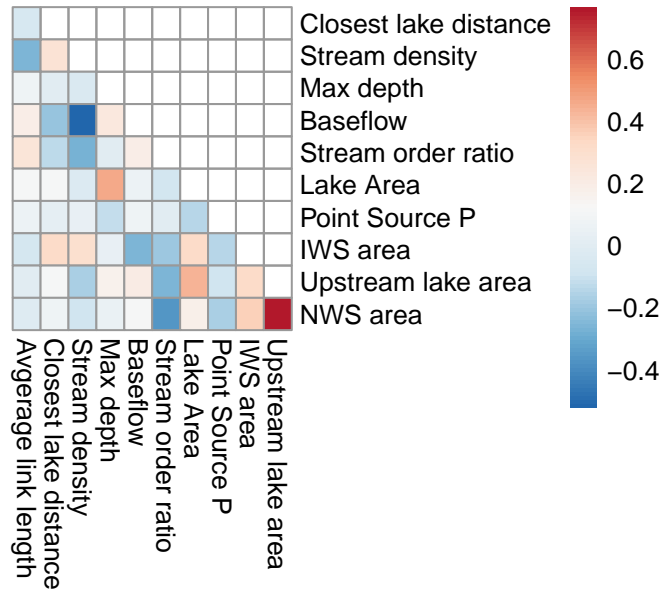 Closest lake distance
Stream density
Max depth
Baseflow
Stream order ratio
Lake Area
Point Source P
IWS area
Upstream lake area
NWS area
Avgerage link length
Closest lake distance
Stream density
Max depth
Baseflow
Stream order ratio
Lake Area
Point Source P
IWS area
Upstream lake area
0.6
0.4
0.2
0
−0.2
−0.4